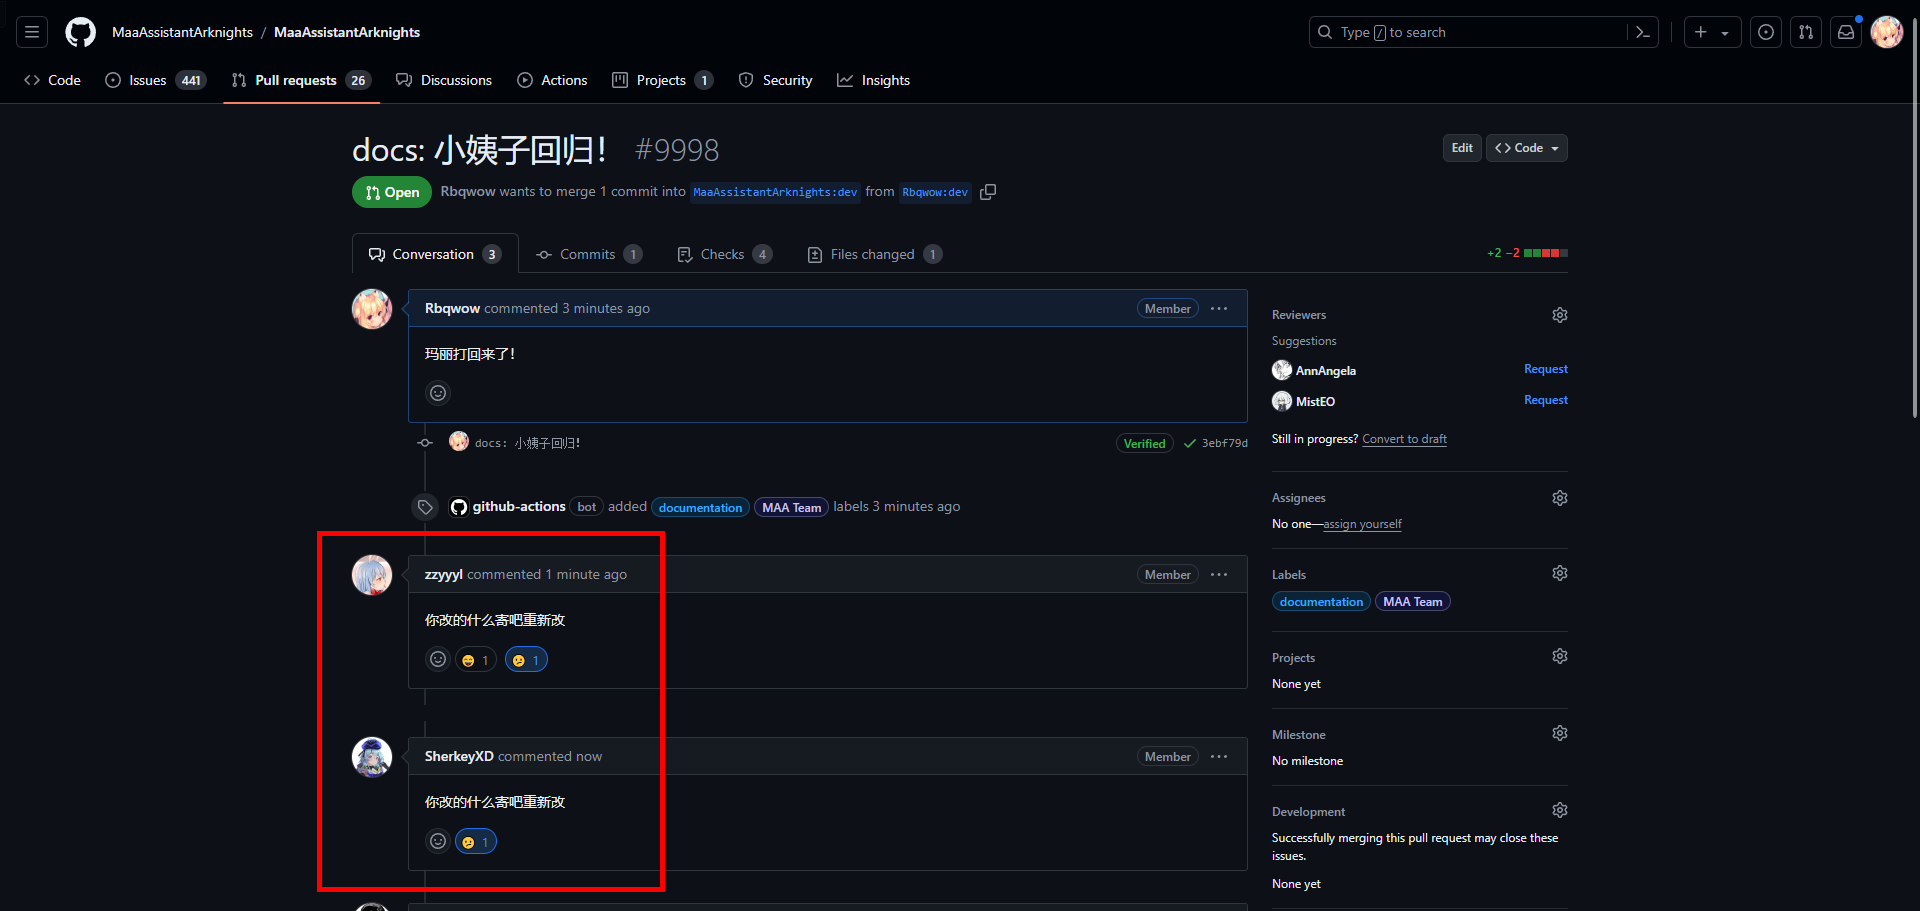 MaaAssistantArknights / MaaAssistantArknights
Type / to search
Code
Issues 441
Pull requests 26
Discussions
Actions
Projects 1
Security
Insights
docs: 小姨子回归！ #9998
Edit
Code
Open
Rbqwow wants to merge 1 commit into MaaAssistantArknights:dev from Rbqwow:dev
Conversation 3
Commits 1
Checks 4
Files changed 1
+2 −2
Rbqwow commented 3 minutes ago
Member
玛丽打回来了！
docs: 小姨子回归！
Verified
3ebf79d
github-actions bot added documentation MAA Team labels 3 minutes ago
zzyyyl commented 1 minute ago
Member
你改的什么寄吧重新改
1
1
SherkeyXD commented now
Member
你改的什么寄吧重新改
1
Reviewers
Suggestions
AnnAngela
Request
MistEO
Request
Still in progress? Convert to draft
Assignees
No one—assign yourself
Labels
documentation MAA Team
Projects
None yet
Milestone
No milestone
Development
Successfully merging this pull request may close these
issues.
None yet